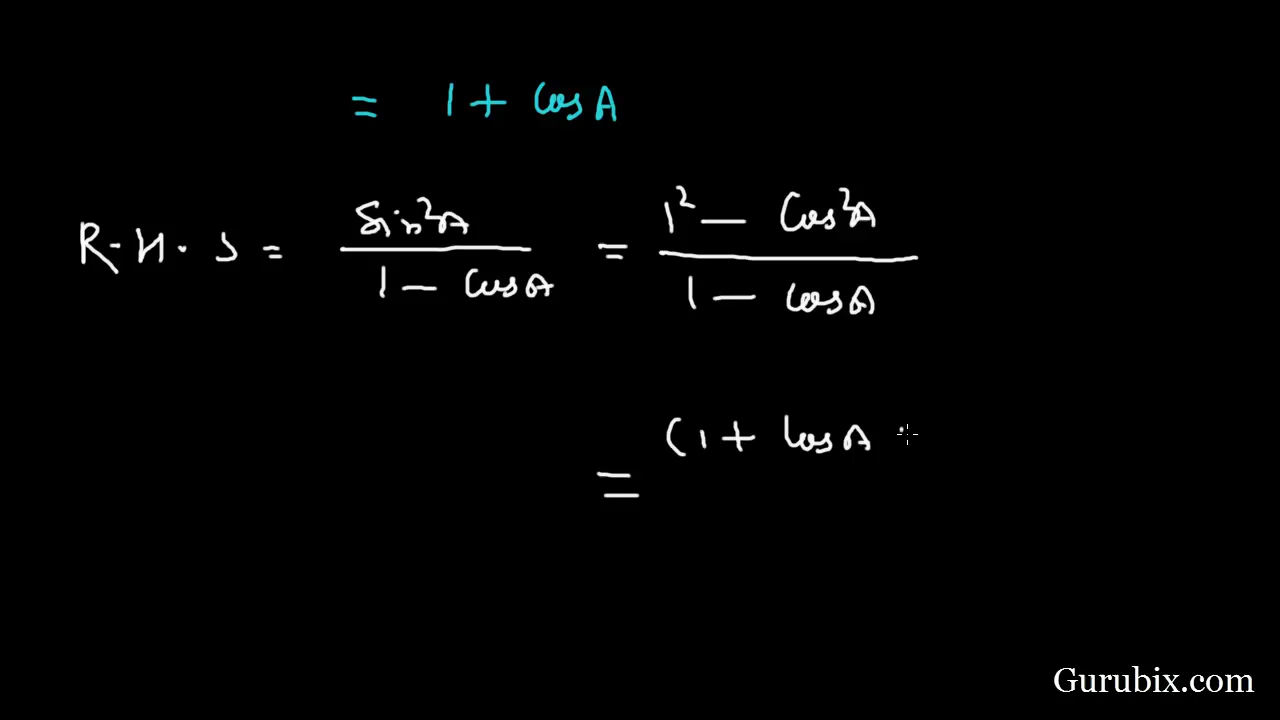 = 1 + cos A
R.H.S = sin²A / 1 - cos A = 1² - cos²A / 1 - cos A
= (1 + cos A
Gurubix.com